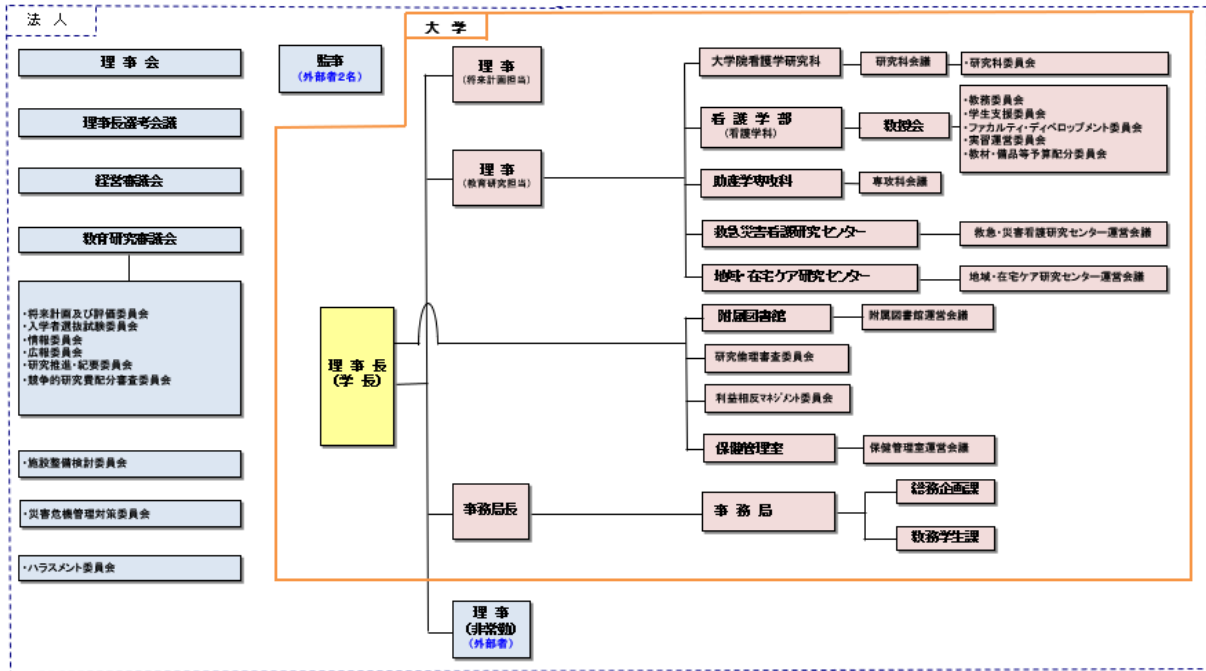 法 人
理 事 会
理事長選考会議
経営審議会
教育研究審議会
・将来計画及び評価委員会
・入学者選抜試験委員会
・情報委員会
・広報委員会
・研究推進・紀要委員会
・競争的研究費配分審査委員会
・施設整備検討委員会
・災害危機管理対策委員会
・ハラスメント委員会
監事
(外部者2名)
大 学
理 事
(将来計画担当)
理 事
(教育研究担当)
理 事 長
(学 長)
事務局長
理 事
(非常勤)
(外部者)
大学院看護学研究科
研究科会議
・研究科委員会
看 護 学 部
(看護学科)
教授会
・教務委員会
・学生支援委員会
・ファカルティ・ディベロップメント委員会
・実習運営委員会
・教材・備品等予算配分委員会
助産学専攻科
専攻科会議
救急災害看護研究センター
救急・災害看護研究センター運営会議
地域・在宅ケア研究センター
地域・在宅ケア研究センター運営会議
附属図書館
附属図書館運営会議
研究倫理審査委員会
利益相反マネジメント委員会
保健管理室
保健管理室運営会議
事 務 局
総務企画課
教務学生課